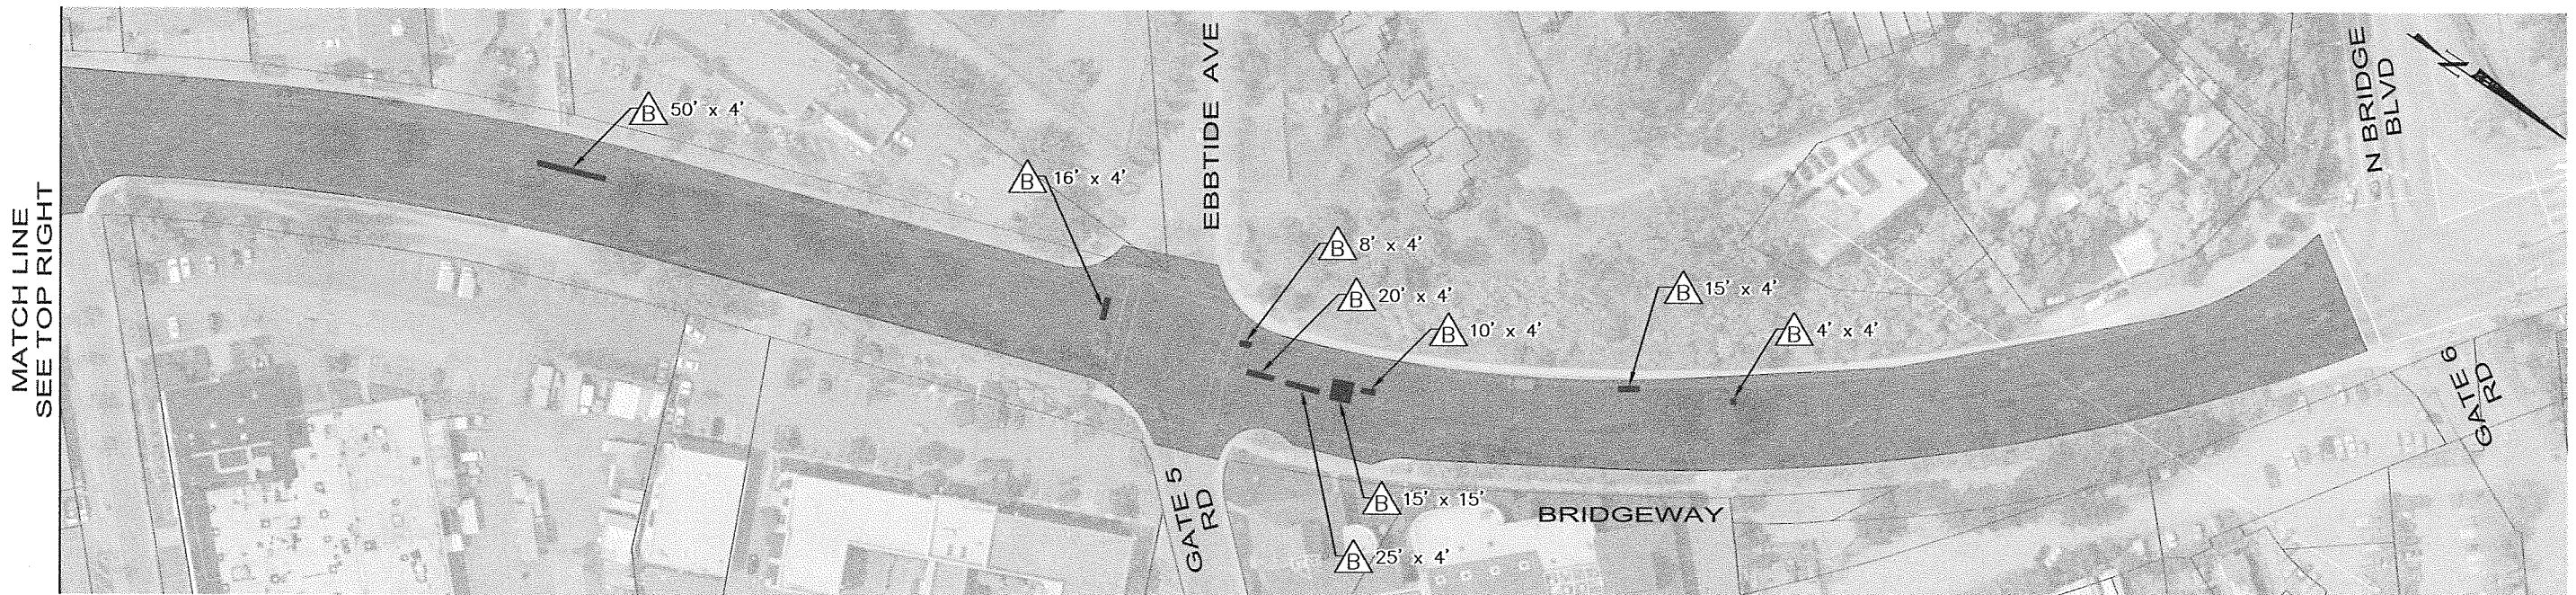 MATCH LINE
SEE TOP RIGHT
B 50' x 4'
B 16' x 4'
EBBTIDE AVE
B 8' x 4'
B 20' x 4'
B 10' x 4'
B 15' x 4'
B 4' x 4'
N BRIDGE
BLVD
N
GATE 6
RD
GATE 5
RD
B 15' x 15'
B 25' x 4'
BRIDGEWAY